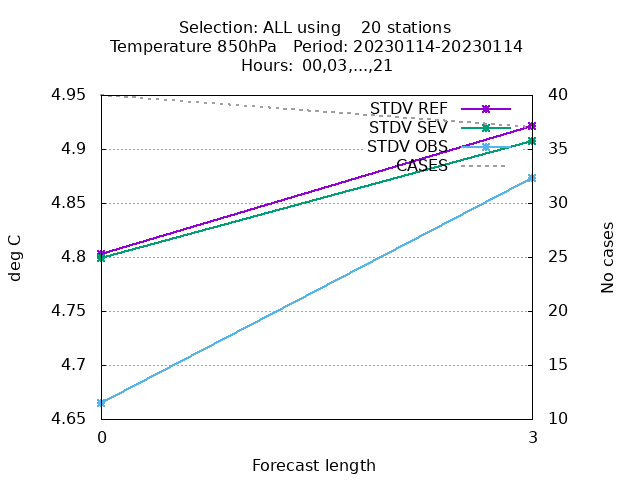 Selection: ALL using    20 stations
Temperature 850hPa   Period: 20230114-20230114
Hours:  00,03,...,21
4.95
4.9
4.85
4.8
4.75
4.7
4.65
40
35
30
25
20
15
10
STDV REF
STDV SEV
STDV OBS
CASES
deg C
No cases
0
3
Forecast length